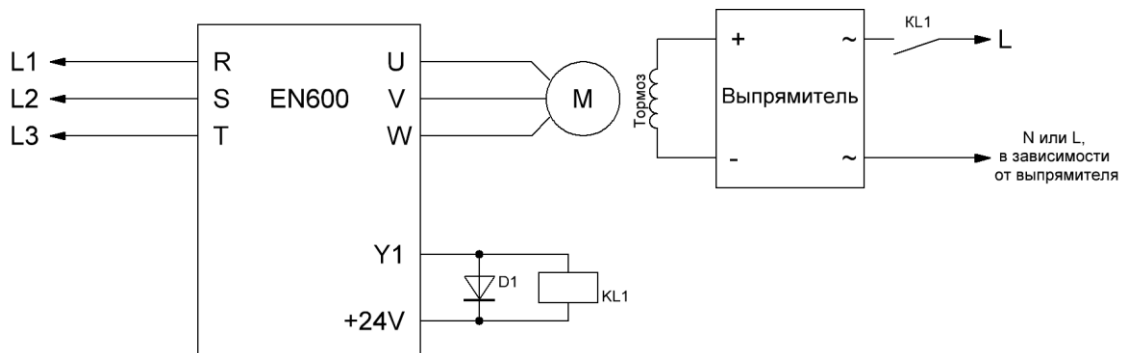 L1
L2
L3
R
S
T
EN600
U
V
W
M
Тормоз
+
-
Выпрямитель
~
~
KL1
L
N или L,
в зависимости
от выпрямителя
Y1
+24V
D1
KL1